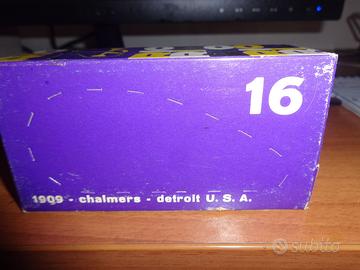 16
1909 - chalmers - detroit U. S. A.
subito